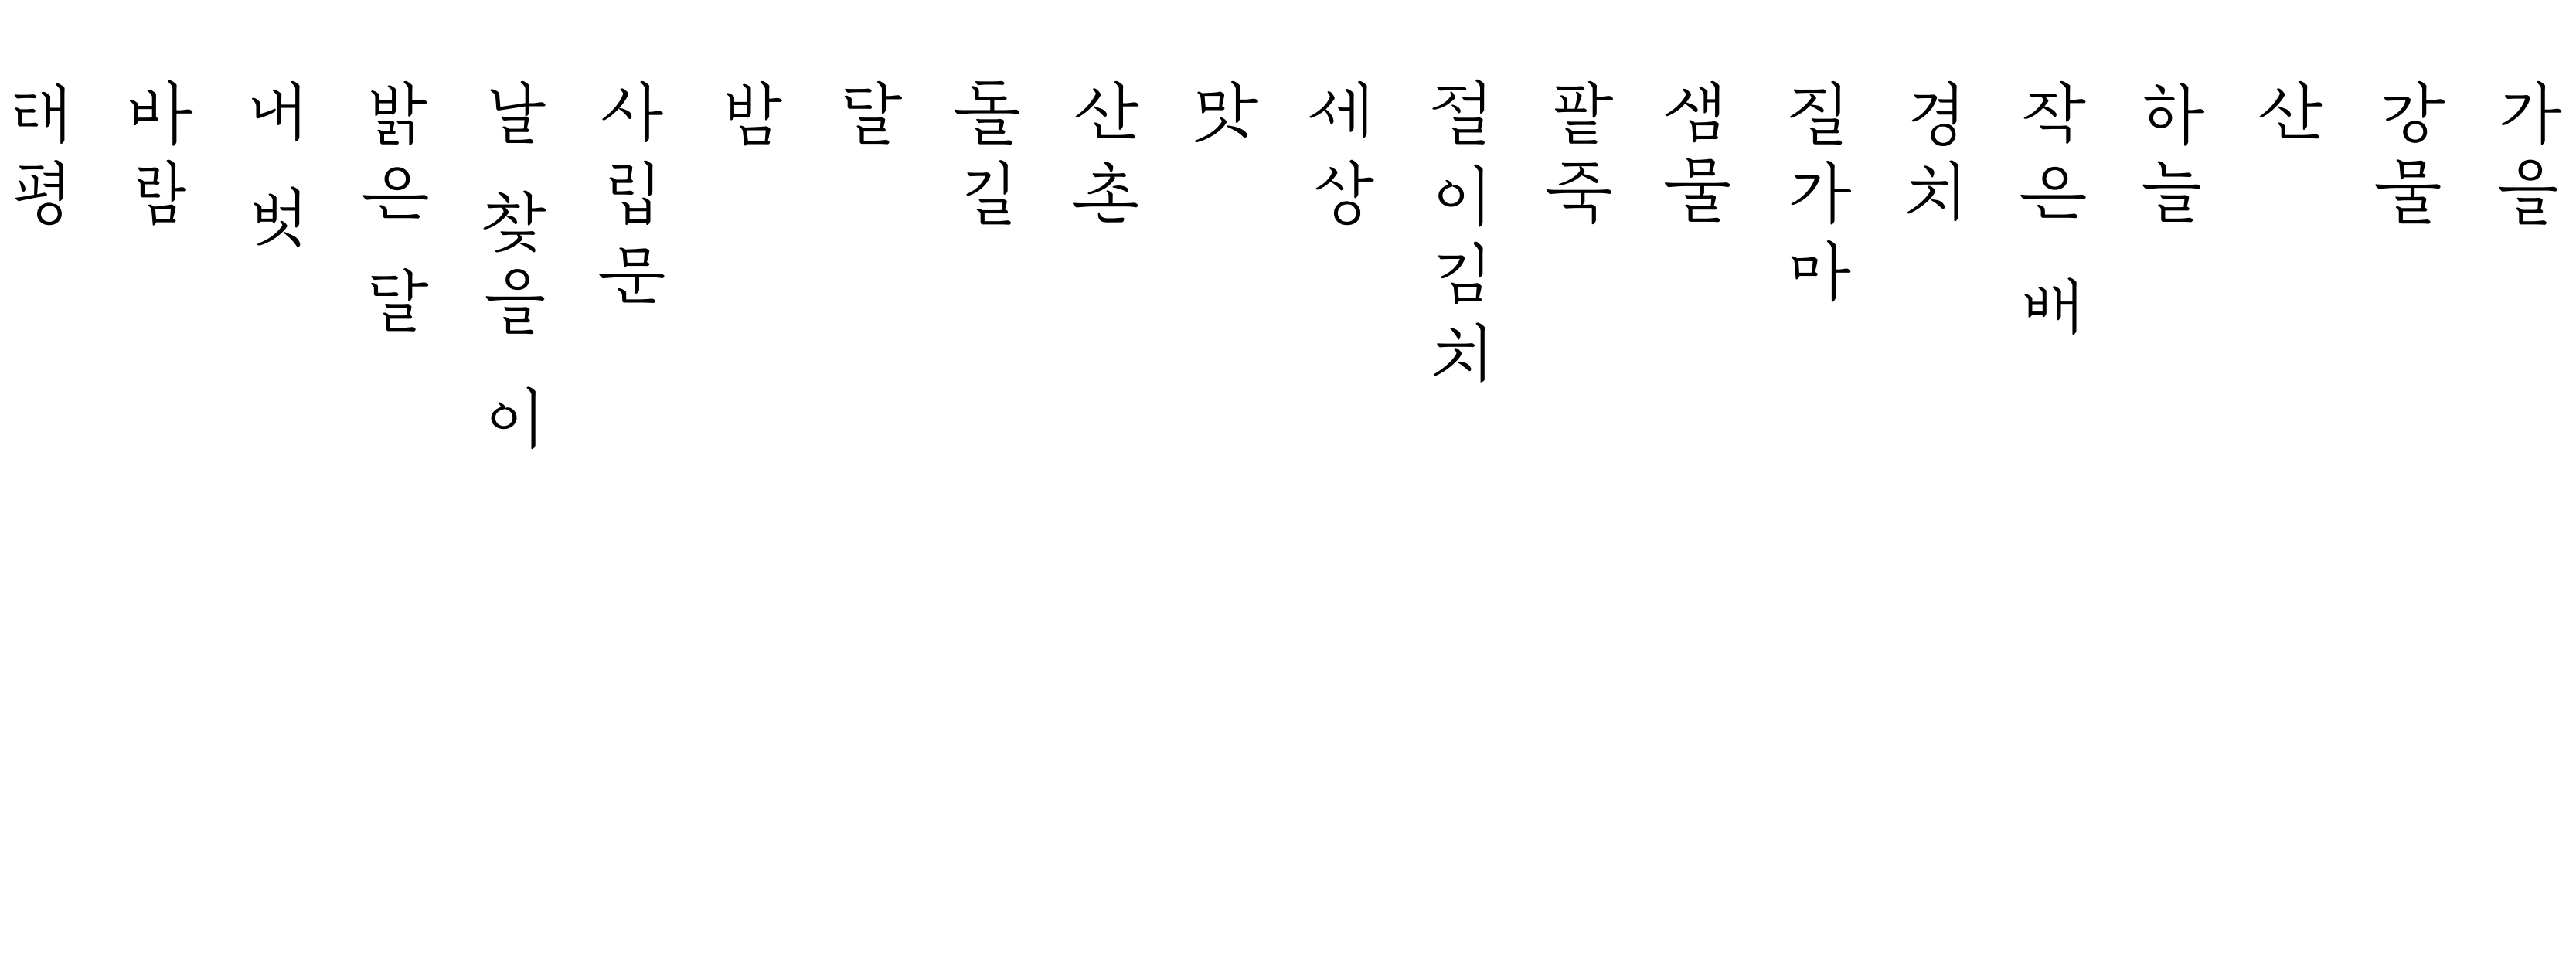 가을
강물
산
하늘
작은 배
경치
질가마
샘물
팥죽
절이김치
세상
맛
산촌
돌길
달
밤
사립문
날 찾을 이
밝은 달
내 벗
바람
태평